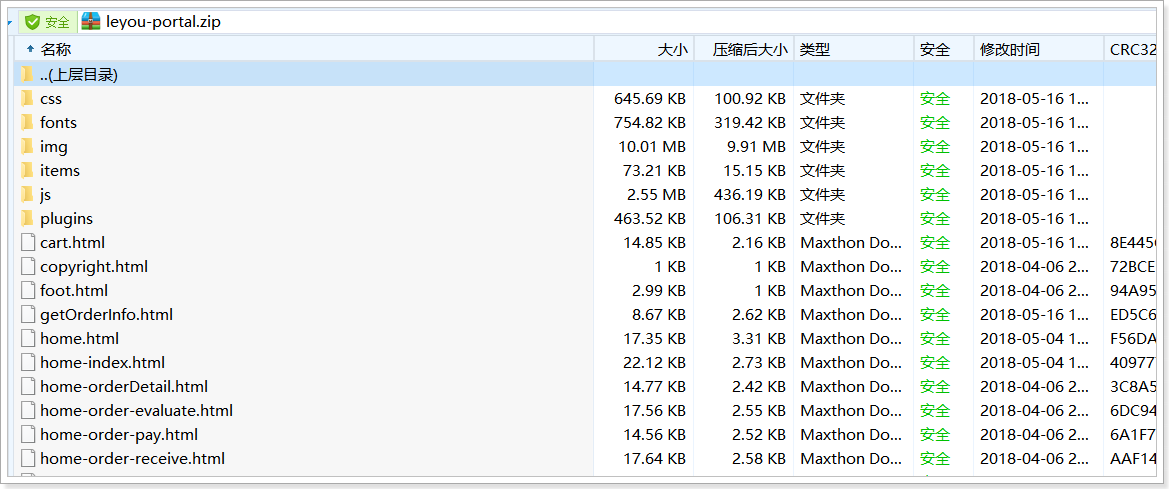 安全 leyou-portal.zip
名称 大小 压缩后大小 类型 安全 修改时间 CRC32
..(上层目录)
css 645.69 KB 100.92 KB 文件夹 安全 2018-05-16 1...
fonts 754.82 KB 319.42 KB 文件夹 安全 2018-05-16 1...
img 10.01 MB 9.91 MB 文件夹 安全 2018-05-16 1...
items 73.21 KB 15.15 KB 文件夹 安全 2018-05-16 1...
js 2.55 MB 436.19 KB 文件夹 安全 2018-05-16 1...
plugins 463.52 KB 106.31 KB 文件夹 安全 2018-05-16 1...
cart.html 14.85 KB 2.16 KB Maxthon Do... 安全 2018-05-16 1... 8E445
copyright.html 1 KB 1 KB Maxthon Do... 安全 2018-04-06 2... 72BCE
foot.html 2.99 KB 1 KB Maxthon Do... 安全 2018-04-06 2... 94A95
getOrderInfo.html 8.67 KB 2.62 KB Maxthon Do... 安全 2018-05-16 1... ED5C6
home.html 17.35 KB 3.31 KB Maxthon Do... 安全 2018-05-04 1... F56DA
home-index.html 22.12 KB 2.73 KB Maxthon Do... 安全 2018-05-04 1... 40977
home-orderDetail.html 14.77 KB 2.42 KB Maxthon Do... 安全 2018-04-06 2... 3C8A5
home-order-evaluate.html 17.56 KB 2.55 KB Maxthon Do... 安全 2018-04-06 2... 6DC94
home-order-pay.html 14.56 KB 2.52 KB Maxthon Do... 安全 2018-04-06 2... 6A1F7
home-order-receive.html 17.64 KB 2.58 KB Maxthon Do... 安全 2018-04-06 2... AAF14